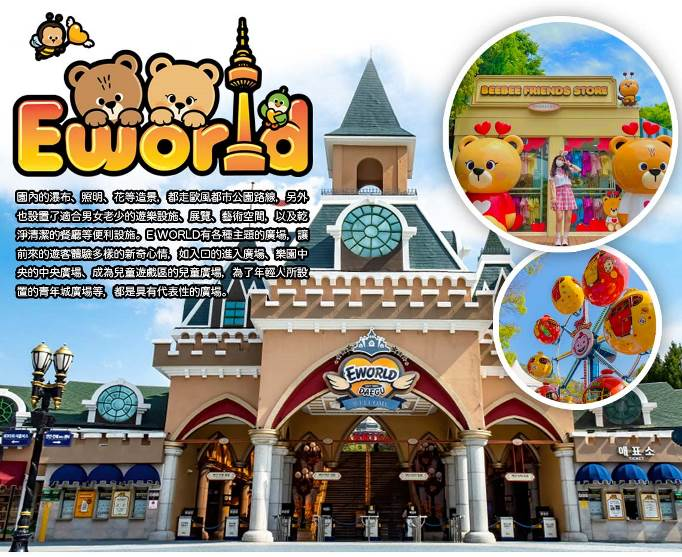 Eworld
園內的瀑布、照明、花等造景，都走歐風都市公園路線，另外
也設置了適合男女老少的遊樂設施、展覽、藝術空間，以及乾
淨清潔的餐廳等便利設施。E WORLD有各種主題的廣場，讓
前來的遊客體驗多樣的新奇心情，如入口的進入廣場、樂園中
央的中央廣場、成為兒童遊戲區的兒童廣場，為了年輕人所設
置的青年城廣場等，都是具有代表性的廣場。
BEEBEE FRIENDS STORE
EWORLD
DAEGU
매표소
TICKET